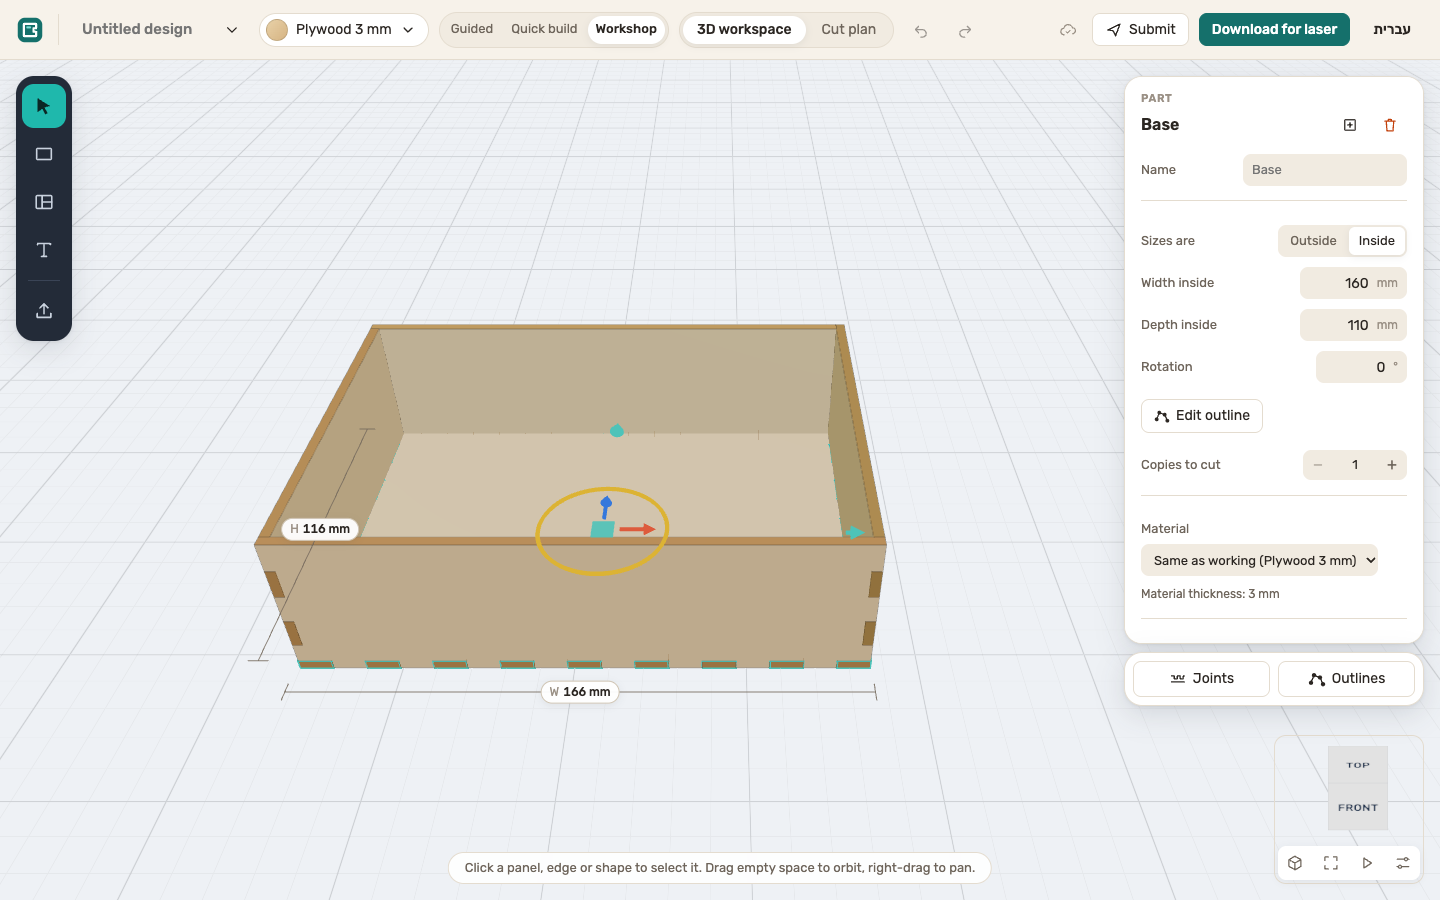 Untitled design
Plywood 3 mm
Guided
Quick build
Workshop
3D workspace
Cut plan
Submit
Download for laser
עברית
PART
Base
Name
Base
Sizes are
Outside
Inside
Width inside
160 mm
Depth inside
110 mm
Rotation
0 °
Edit outline
Copies to cut
− 1 +
Material
Same as working (Plywood 3 mm)
Material thickness: 3 mm
Joints
Outlines
H 116 mm
W 166 mm
TOP
FRONT
Click a panel, edge or shape to select it. Drag empty space to orbit, right-drag to pan.